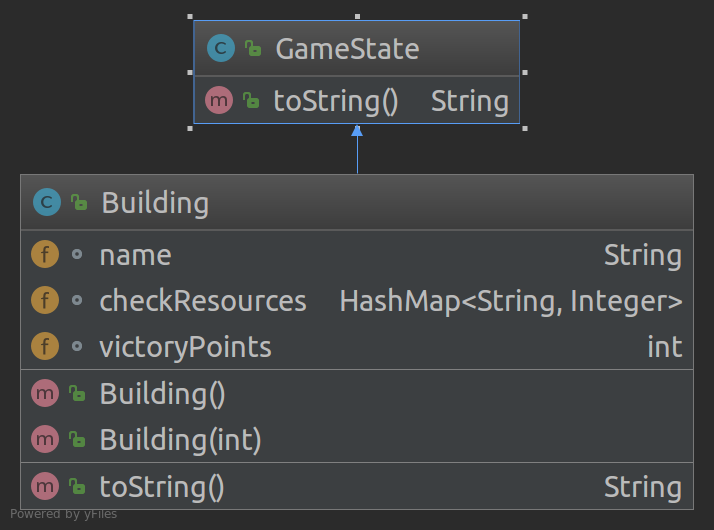 C GameState
m toString() String
C Building
f name String
f checkResources HashMap<String, Integer>
f victoryPoints int
m Building()
m Building(int)
m toString() String
Powered by yFiles